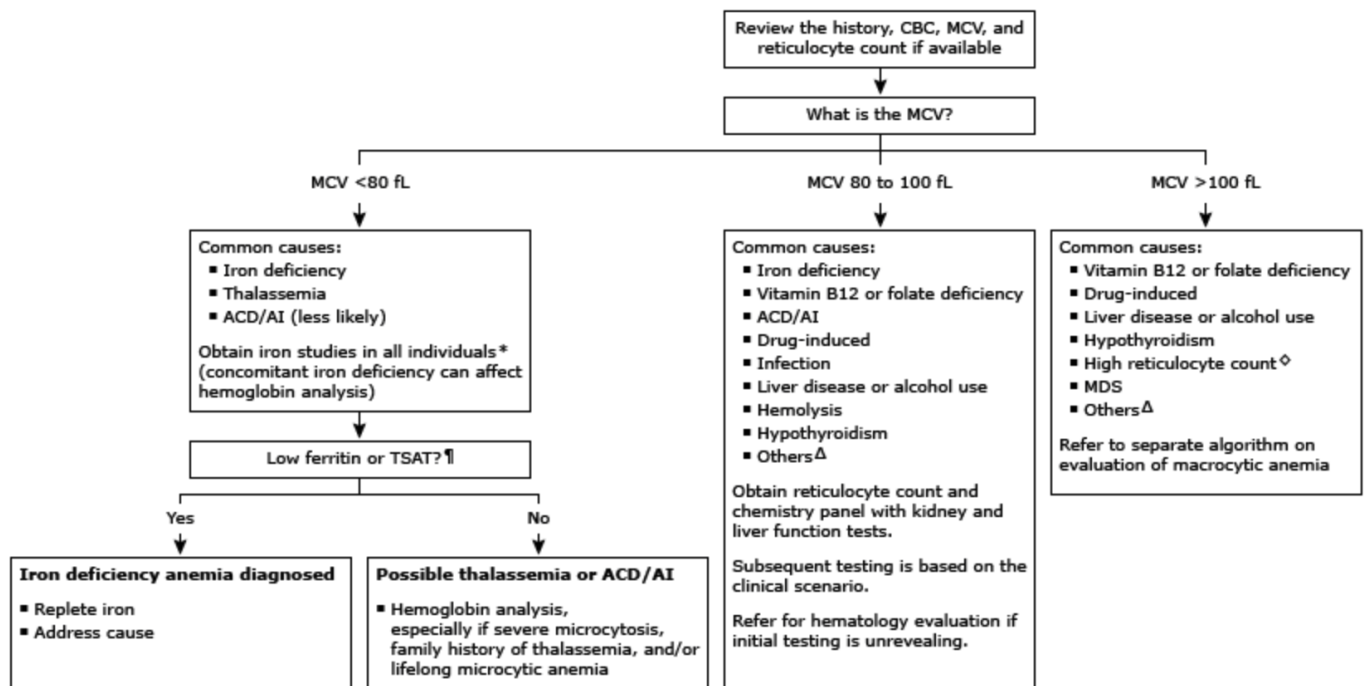 Review the history, CBC, MCV, and
reticulocyte count if available
What is the MCV?
MCV <80 fL
MCV 80 to 100 fL
MCV >100 fL
Common causes:
▪ Iron deficiency
▪ Thalassemia
▪ ACD/AI (less likely)
Obtain iron studies in all individuals*
(concomitant iron deficiency can affect
hemoglobin analysis)
Low ferritin or TSAT?¶
Yes
No
Iron deficiency anemia diagnosed
▪ Replete iron
▪ Address cause
Possible thalassemia or ACD/AI
▪ Hemoglobin analysis,
especially if severe microcytosis,
family history of thalassemia, and/or
lifelong microcytic anemia
Common causes:
▪ Iron deficiency
▪ Vitamin B12 or folate deficiency
▪ ACD/AI
▪ Drug-induced
▪ Infection
▪ Liver disease or alcohol use
▪ Hemolysis
▪ Hypothyroidism
▪ OthersΔ
Obtain reticulocyte count and
chemistry panel with kidney and
liver function tests.
Subsequent testing is based on the
clinical scenario.
Refer for hematology evaluation if
initial testing is unrevealing.
Common causes:
▪ Vitamin B12 or folate deficiency
▪ Drug-induced
▪ Liver disease or alcohol use
▪ Hypothyroidism
▪ High reticulocyte count◇
▪ MDS
▪ OthersΔ
Refer to separate algorithm on
evaluation of macrocytic anemia